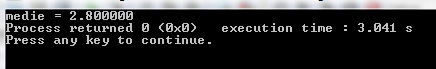 medie = 2.800000
Process returned 0 (0x0)   execution time : 3.041 s
Press any key to continue.